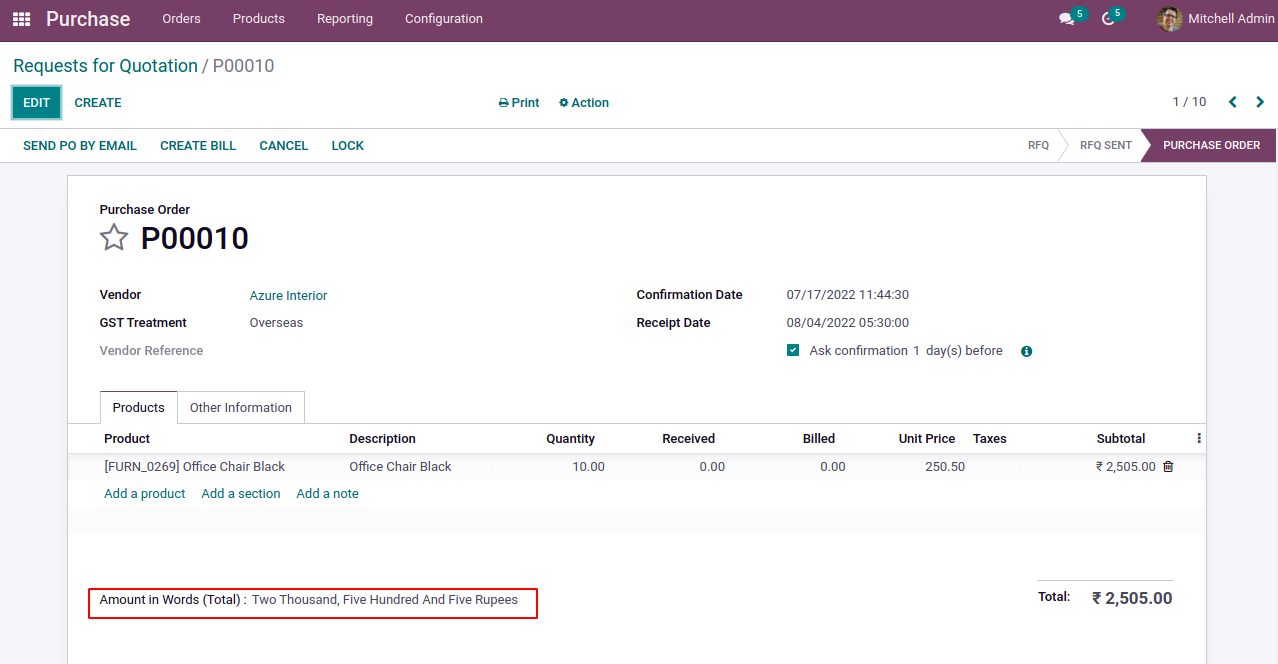 Purchase Orders Products Reporting Configuration 5 5 Mitchell Admin
Requests for Quotation / P00010
EDIT CREATE Print Action 1 / 10
SEND PO BY EMAIL CREATE BILL CANCEL LOCK RFQ RFQ SENT PURCHASE ORDER
Purchase Order
P00010
Vendor Azure Interior Confirmation Date 07/17/2022 11:44:30
GST Treatment Overseas Receipt Date 08/04/2022 05:30:00
Vendor Reference Ask confirmation 1 day(s) before
Products Other Information
Product Description Quantity Received Billed Unit Price Taxes Subtotal
[FURN_0269] Office Chair Black Office Chair Black 10.00 0.00 0.00 250.50 ₹ 2,505.00
Add a product Add a section Add a note
Amount in Words (Total) : Two Thousand, Five Hundred And Five Rupees Total: ₹ 2,505.00